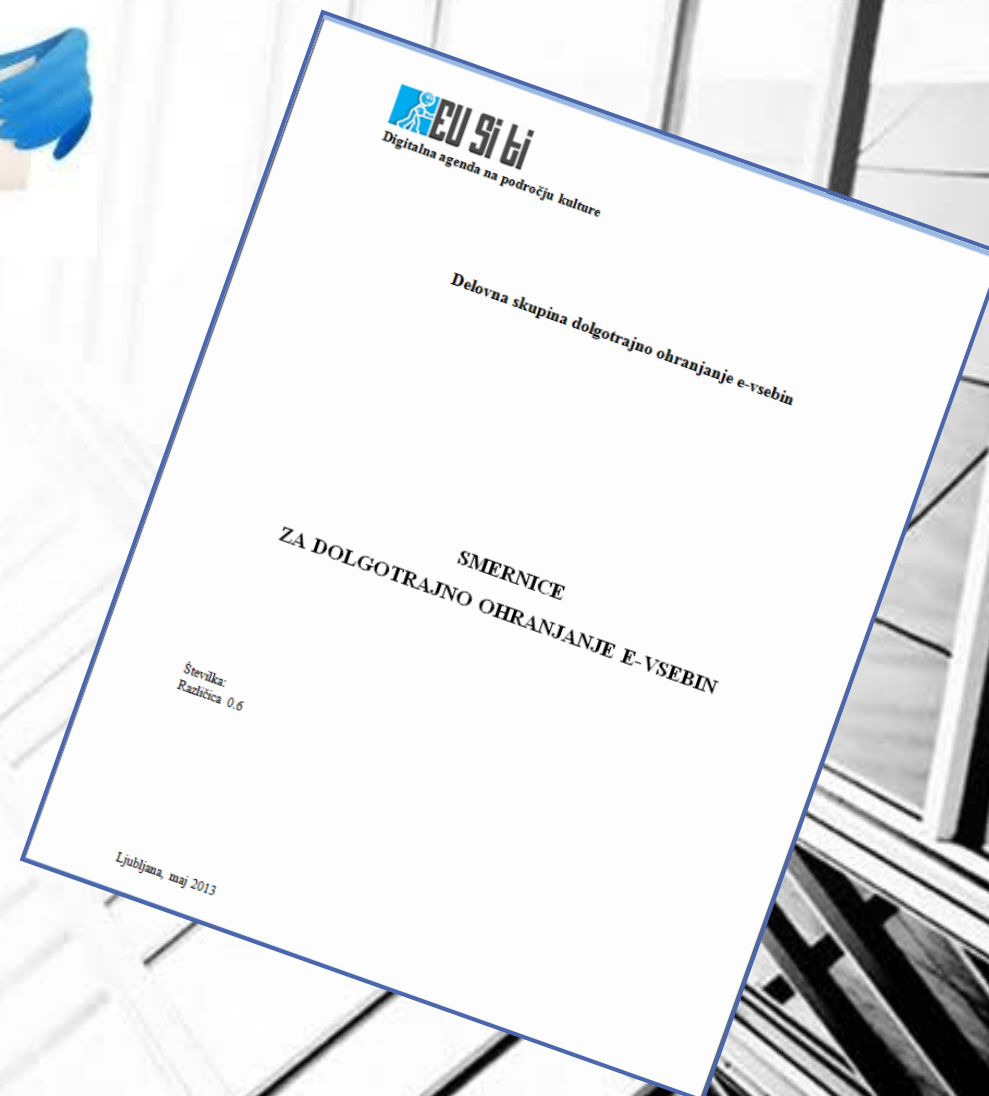 EU Si ti
Digitalna agenda na področju kulture
Delovna skupina dolgotrajno ohranjanje e-vsebin
SMERNICE
ZA DOLGOTRAJNO OHRANJANJE E-VSEBIN
Številka:
Različica 0.6
Ljubljana, maj 2013